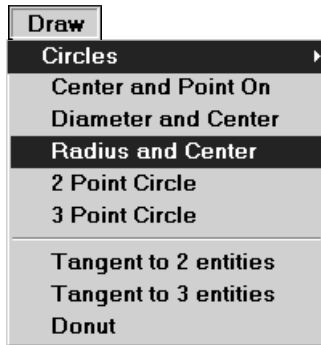 Draw
Circles
Center and Point On
Diameter and Center
Radius and Center
2 Point Circle
3 Point Circle
Tangent to 2 entities
Tangent to 3 entities
Donut